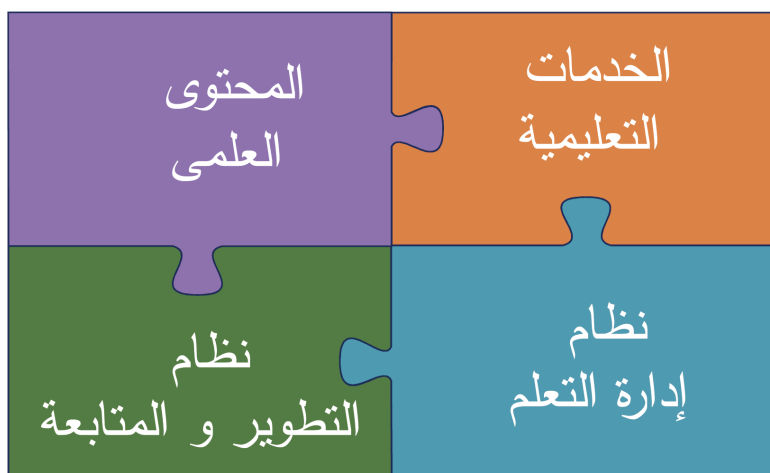 الخدمات
التعليمية
المحتوى
العلمى
نظام
إدارة التعلم
نظام
التطوير و المتابعة